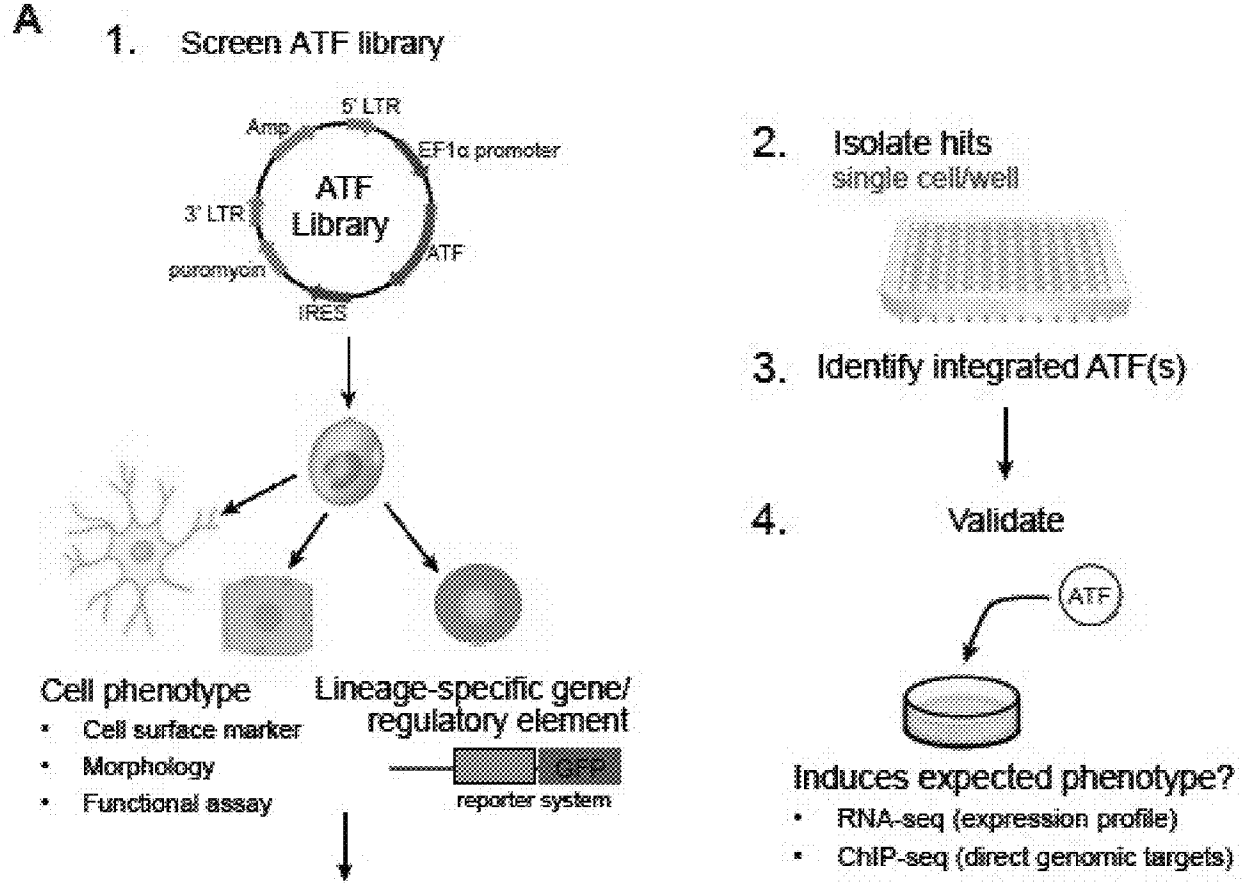 A
1. Screen ATF library
5' LTR
Amp
EF1α promoter
ATF
Library
3' LTR
ATF
puromycin
IRES
Cell phenotype
• Cell surface marker
• Morphology
• Functional assay
Lineage-specific gene/
regulatory element
GFP
reporter system
2. Isolate hits
single cell/well
3. Identify integrated ATF(s)
4. Validate
ATF
Induces expected phenotype?
• RNA-seq (expression profile)
• ChIP-seq (direct genomic targets)